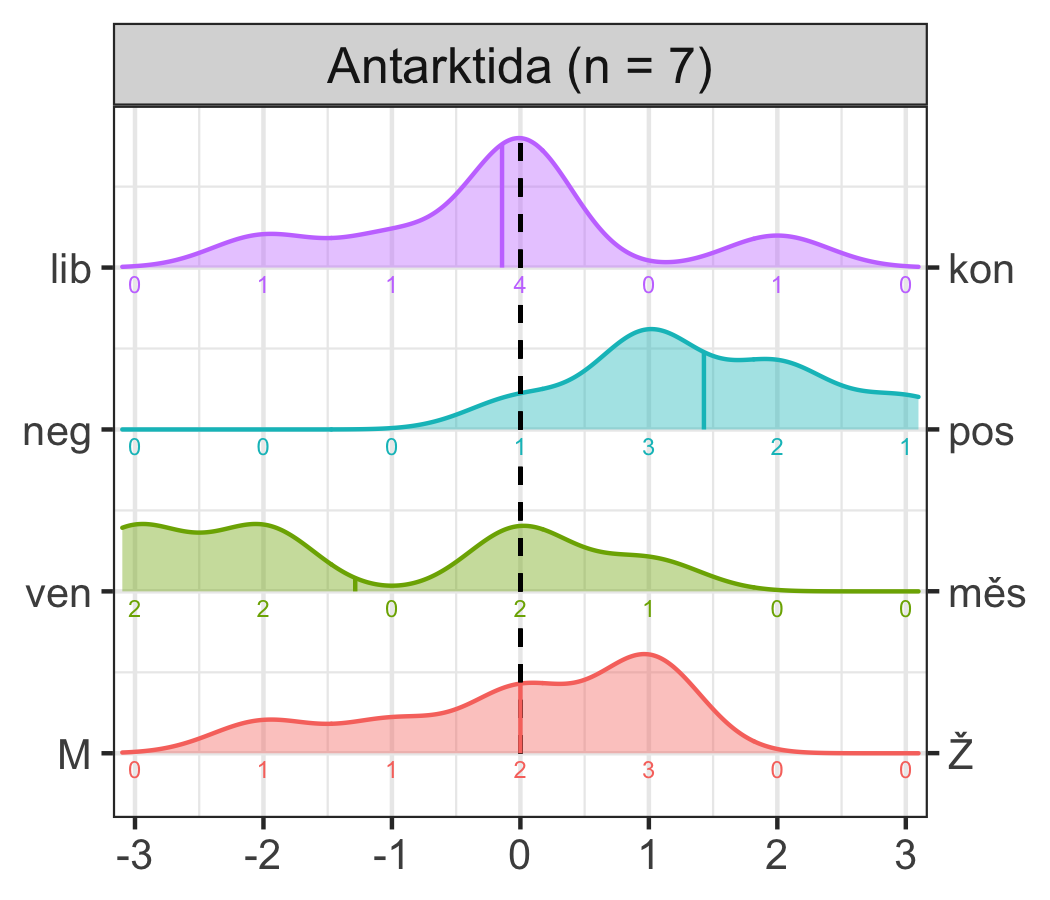 Antarktida (n = 7)
lib kon
0 1 1 4 0 1 0
neg pos
0 0 0 1 3 2 1
ven měs
2 2 0 2 1 0 0
M Ž
0 1 1 2 3 0 0
-3 -2 -1 0 1 2 3